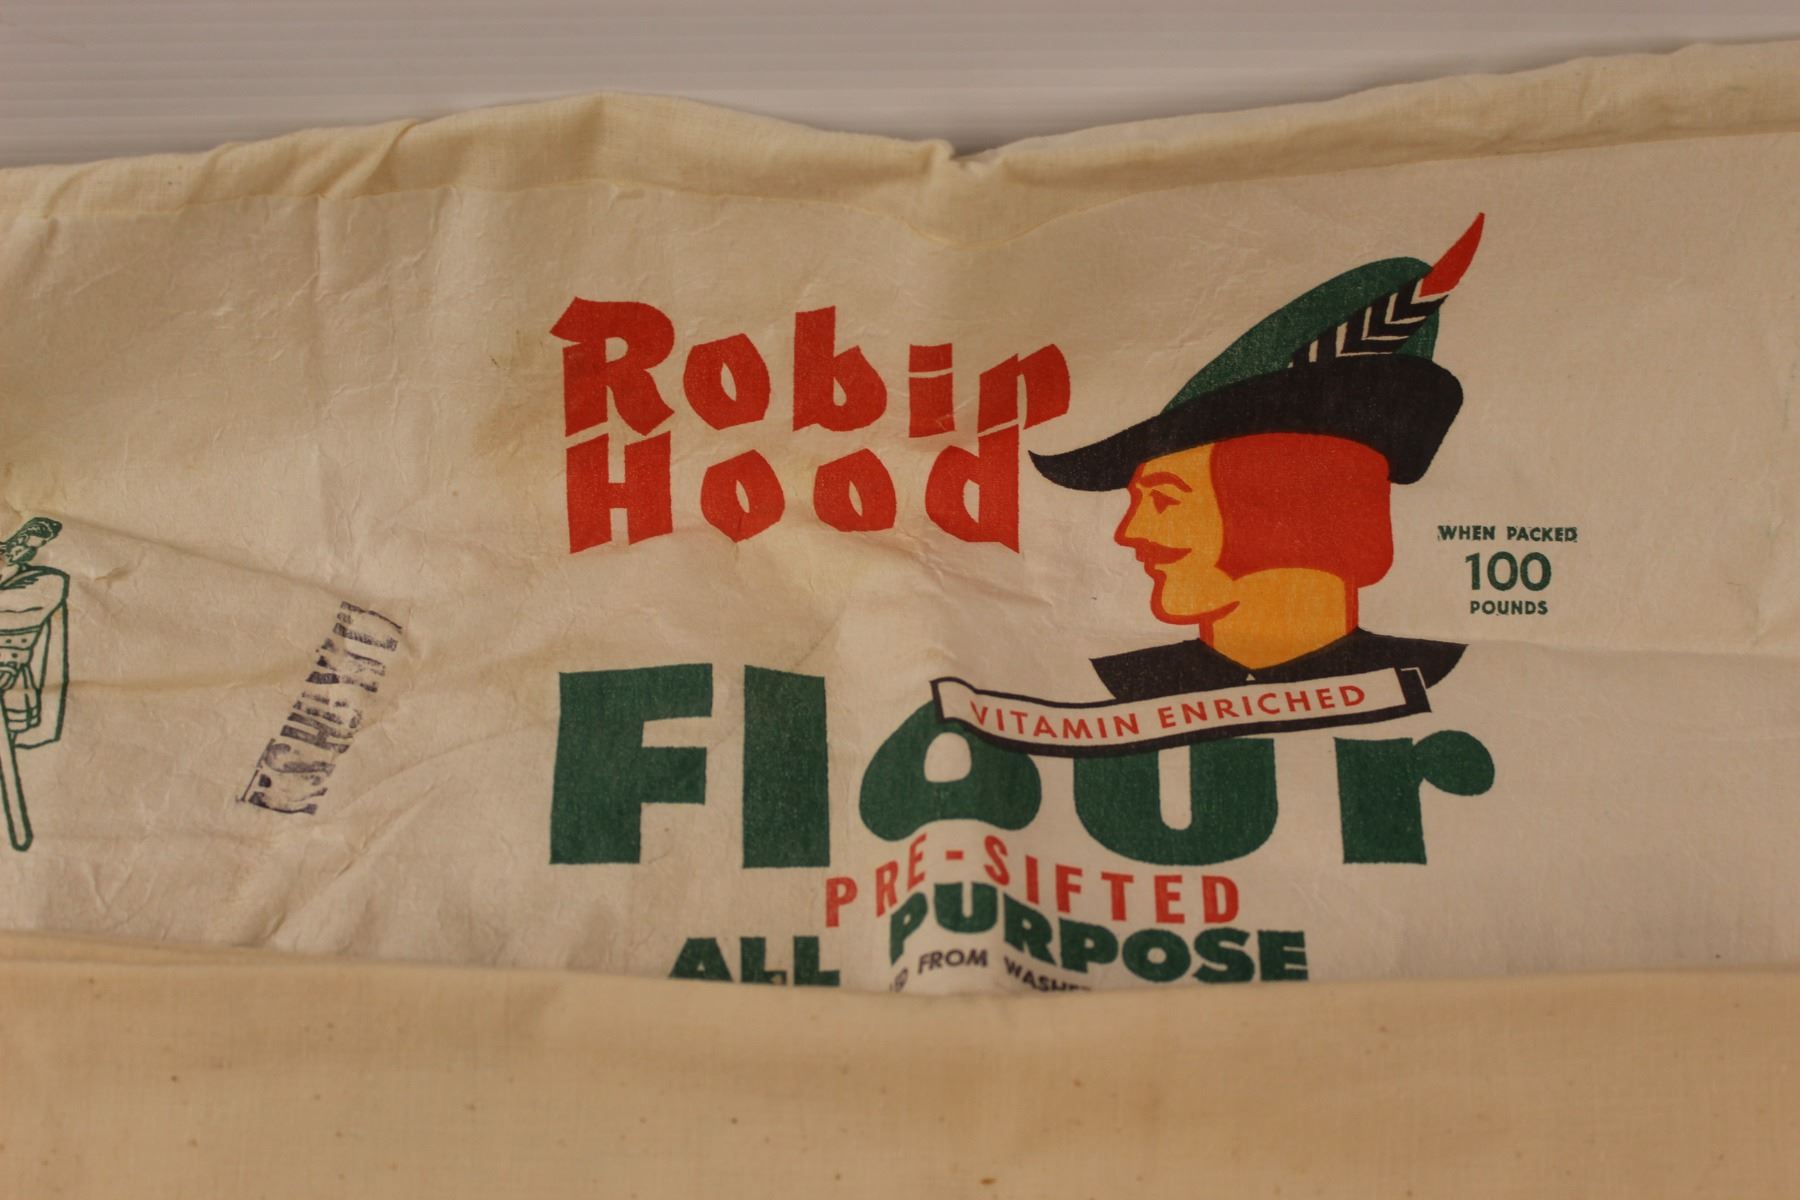 Robin
Hood
WHEN PACKED
100
POUNDS
Flour
VITAMIN ENRICHED
PRE-SIFTED
ALL PURPOSE
FROM